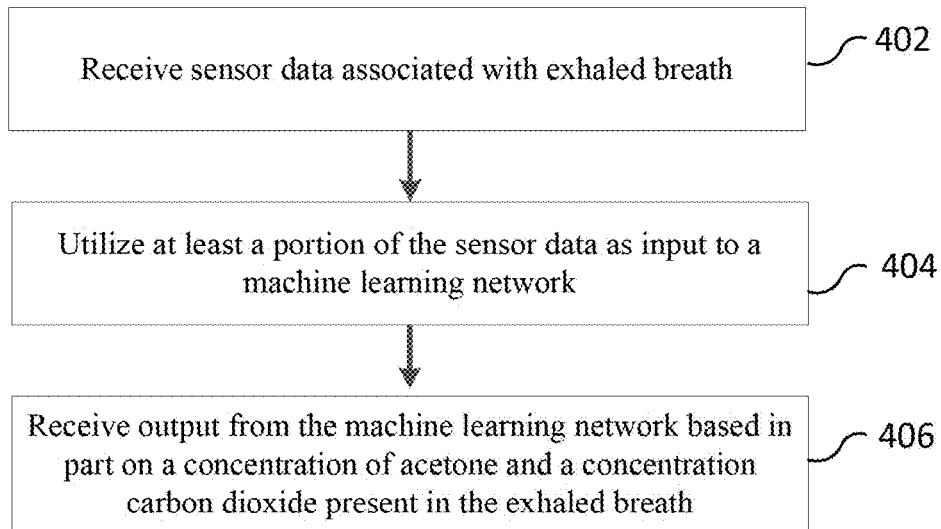 Receive sensor data associated with exhaled breath
402
Utilize at least a portion of the sensor data as input to a
machine learning network
404
Receive output from the machine learning network based in
part on a concentration of acetone and a concentration
carbon dioxide present in the exhaled breath
406